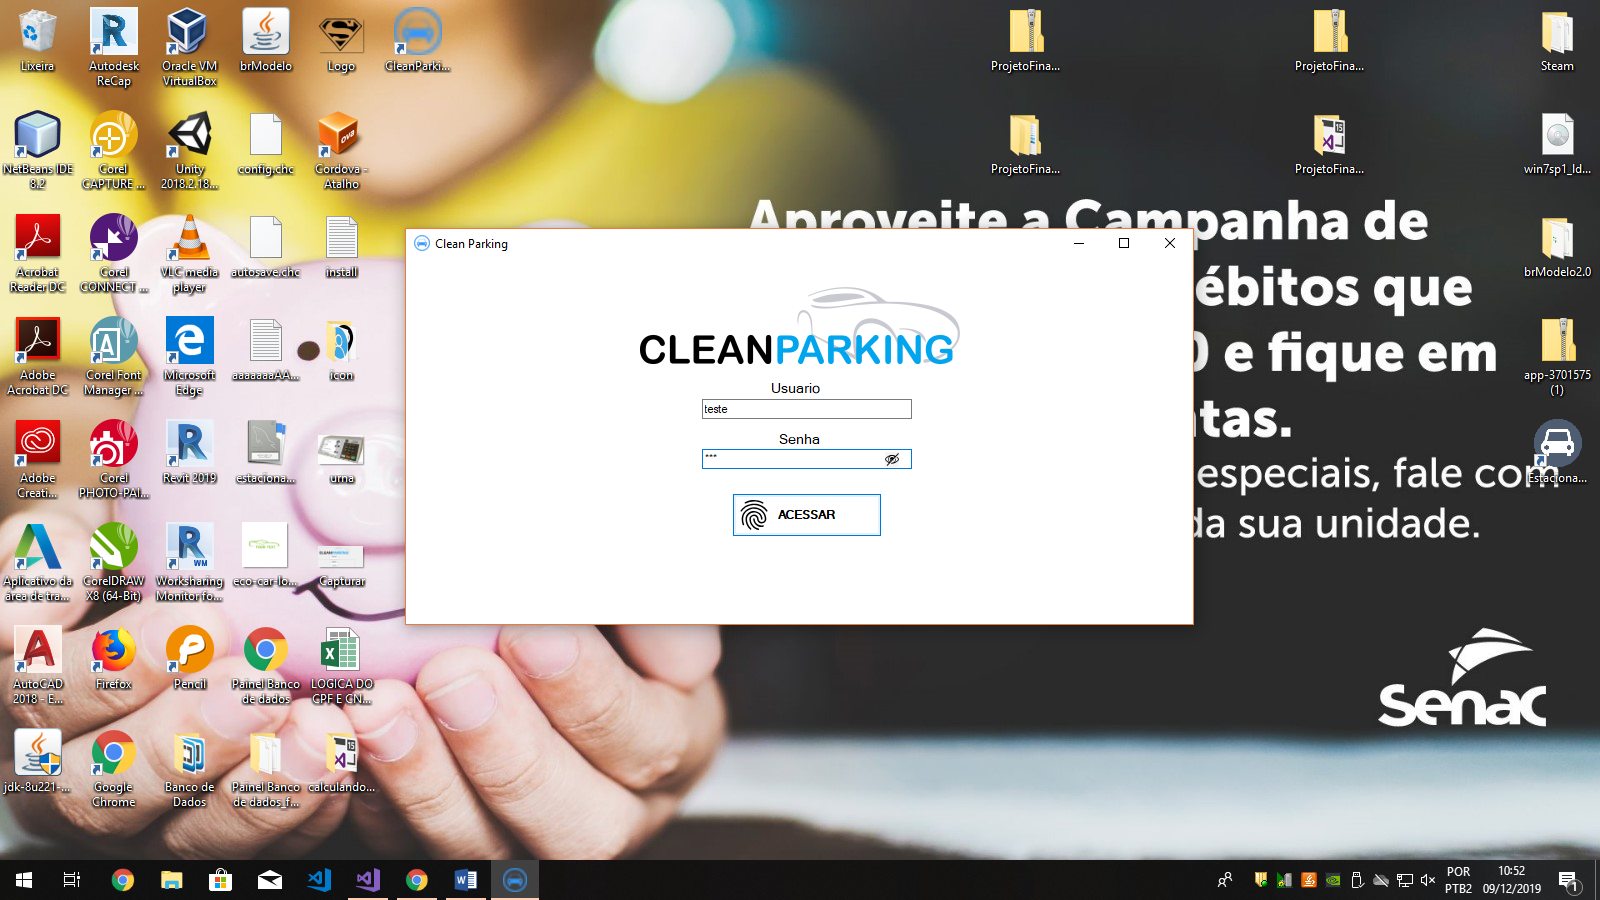 Lixeira
Autodesk
ReCap
Oracle VM
VirtualBox
brModelo
Logo
CleanParki...
ProjetoFina...
ProjetoFina...
Steam
NetBeans IDE
8.2
Corel
CAPTURE ...
Unity
2018.2.18...
config.chc
Cordova -
Atalho
ProjetoFina...
ProjetoFina...
win7sp1_ld...
Acrobat
Reader DC
Corel
CONNECT ...
VLC media
player
autosave.chc
install
brModelo2.0
Adobe
Acrobat DC
Corel Font
Manager ...
Microsoft
Edge
aaaaaaaAA...
icon
app-3701575
(1)
Adobe
Creati...
Corel
PHOTO-PAI...
Revit 2019
estaciona...
urna
Estaciona...
Aplicativo da
área de tra...
CorelDRAW
X8 (64-Bit)
Worksharing
Monitor fo...
eco-car-lo...
Capturar
AutoCAD
2018 - E...
Firefox
Pencil
Painel Banco
de dados
LOGICA DO
CPF E CN...
jdk-8u221-...
Google
Chrome
Banco de
Dados
Painel Banco
de dados_f...
calculando...
Aproveite a Campanha de
ébitos que
0 e fique em
tas.
especiais, fale com
da sua unidade.
Senac
Clean Parking
CLEANPARKING
Usuario
teste
Senha
***
ACESSAR
POR
PTB2
10:52
09/12/2019
1